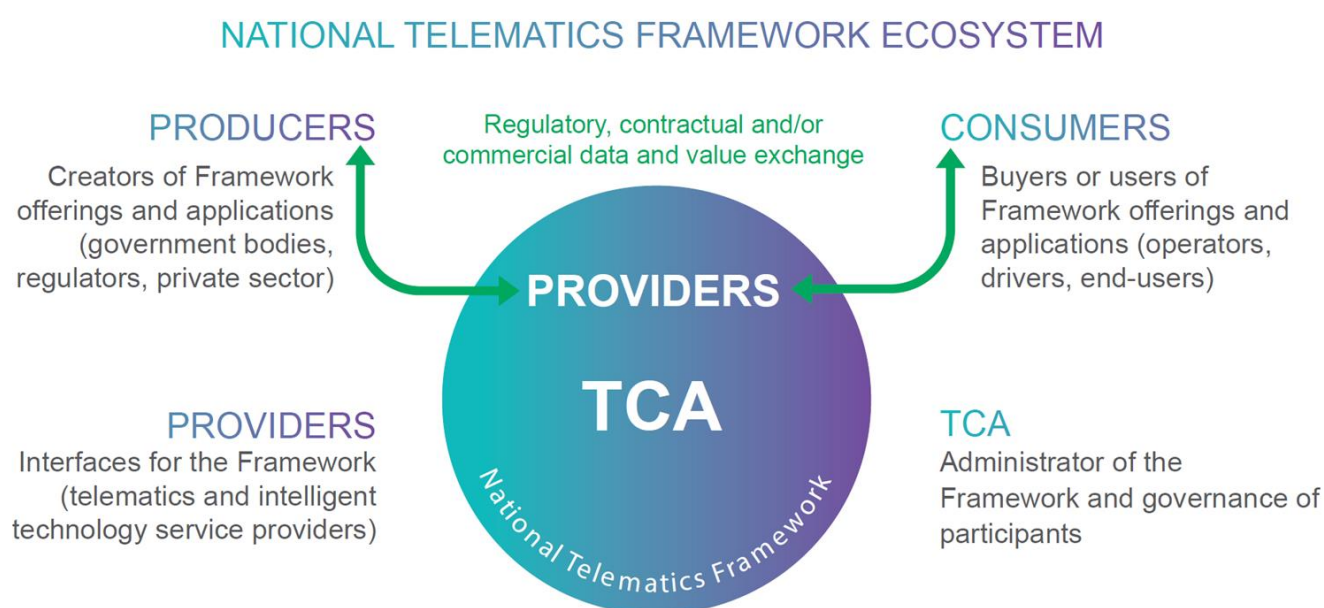 NATIONAL TELEMATICS FRAMEWORK ECOSYSTEM
PRODUCERS
Creators of Framework
offerings and applications
(government bodies,
regulators, private sector)
Regulatory, contractual and/or
commercial data and value exchange
CONSUMERS
Buyers or users of
Framework offerings and
applications (operators,
drivers, end-users)
PROVIDERS
TCA
National Telematics Framework
PROVIDERS
Interfaces for the Framework
(telematics and intelligent
technology service providers)
TCA
Administrator of the
Framework and governance of
participants